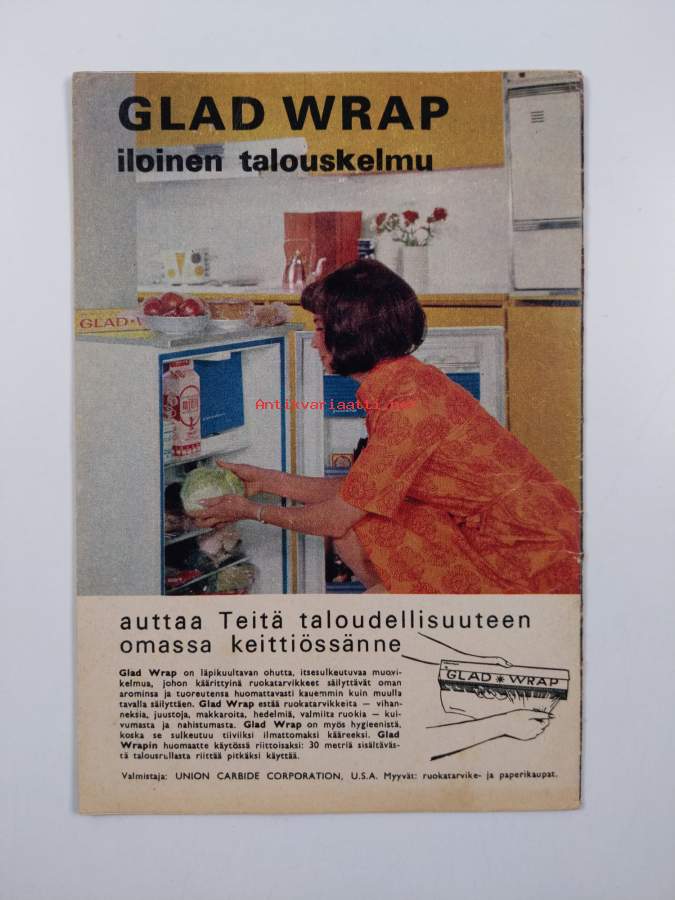 GLAD WRAP
iloinen talouskelmu
GLAD
Antikvariaatti.net
auttaa Teitä taloudellisuuteen
omassa keittiössänne
GLAD WRAP
Glad Wrap on läpikuultavan ohutta, itsesulkeutuvaa muovi-
kelmua, johon käärittyinä ruokatarvikkeet säilyttävät oman
arominsa ja tuoreutensa huomattavasti kauemmin kuin muulla
tavalla säilyttäen. Glad Wrap estää ruokatarvikkeita — vihan-
neksia, juustoja, makkaroita, hedelmiä, valmiita ruokia — kui-
vumasta ja nahistumasta. Glad Wrap on myös hygieenistä,
koska se sulkeutuu tiiviiksi ilmattomaksi kääreeksi. Glad
Wrapin huomaatte käytössä riittoisaksi: 30 metriä sisältäväs-
tä talousrullasta riittää pitkäksi käyttää.
Valmistaja: UNION CARBIDE CORPORATION, U.S.A. Myyvät: ruokatarvike- ja paperikaupat.